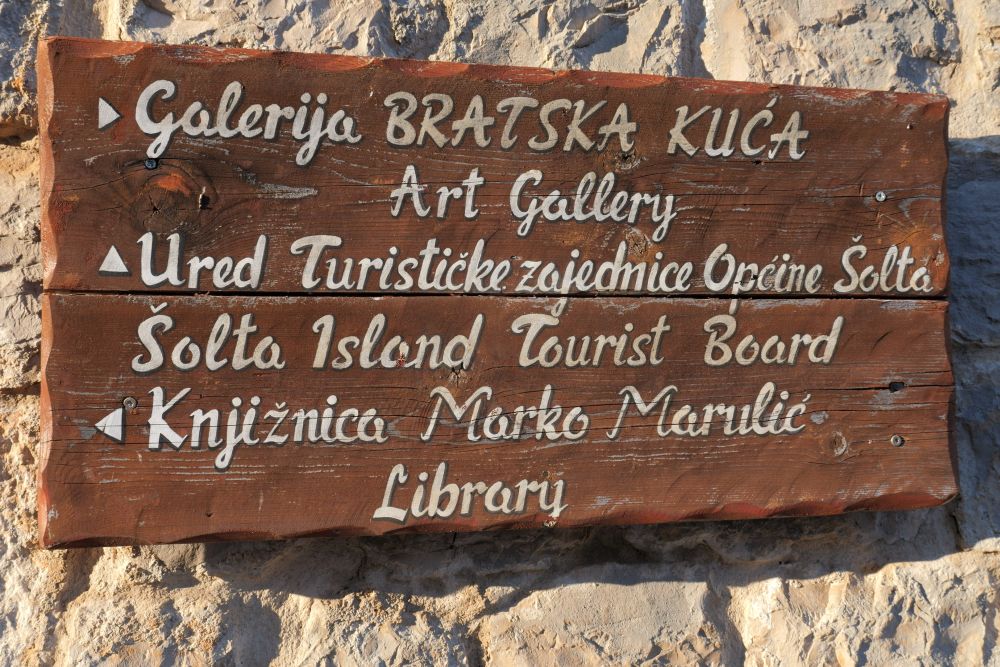 Galerija BRATSKA KUĆA
Art Gallery
Ured Turističke zajednice Općine Šolta
Šolta Island Tourist Board
Knjižnica Marko Marulić
Library